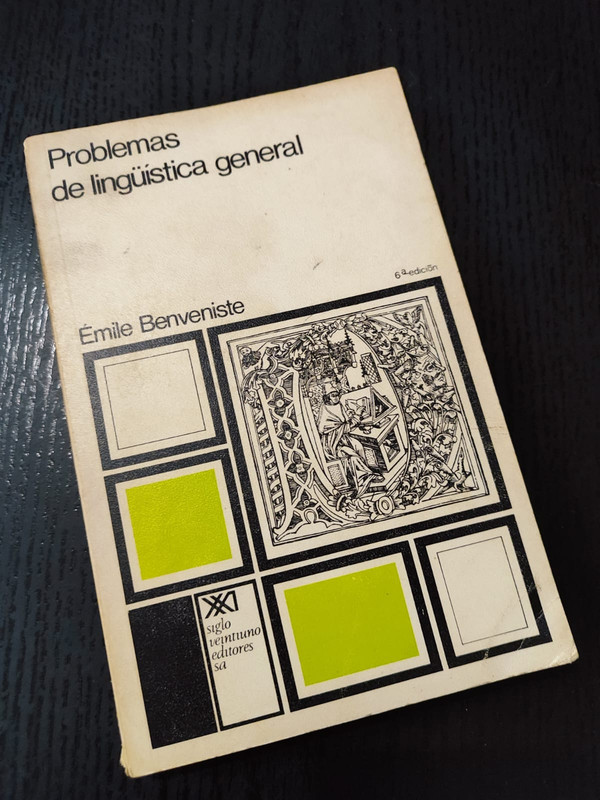 Problemas
de lingüística general
6ª edición
Émile Benveniste
siglo
veintiuno
editores
sa